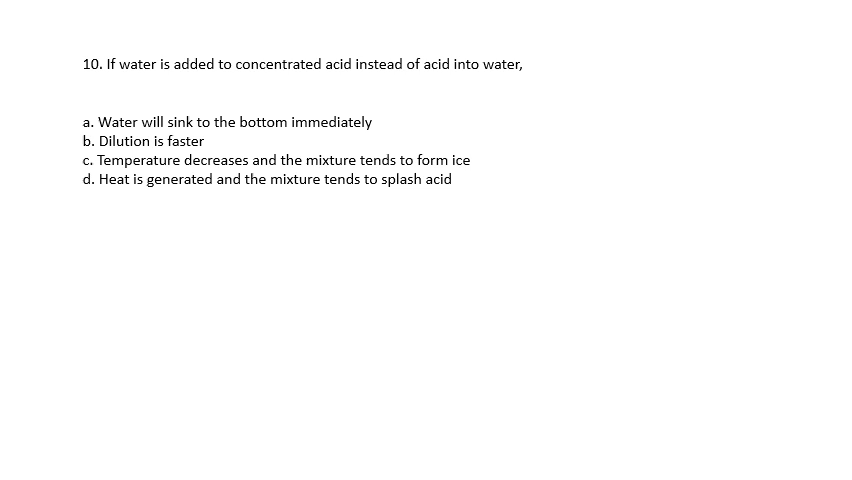 10. If water is added to concentrated acid instead of acid into water,
a. Water will sink to the bottom immediately
b. Dilution is faster
c. Temperature decreases and the mixture tends to form ice
d. Heat is generated and the mixture tends to splash acid